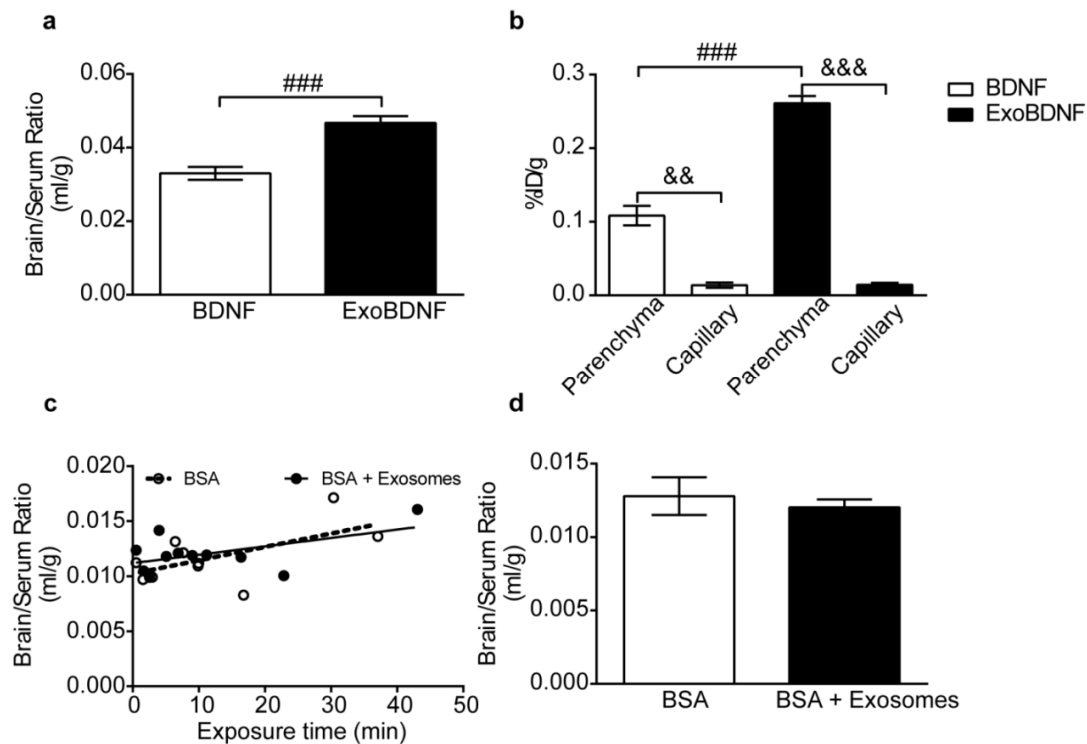 a
0.06
0.04
0.02
0.00
Brain/Serum Ratio
(ml/g)
###
BDNF
ExoBDNF
b
0.3
0.2
0.1
0.0
%ID/g
###
&&&
&&
BDNF
ExoBDNF
Parenchyma
Capillary
Parenchyma
Capillary
c
0.020
0.015
0.010
0.005
0.000
Brain/Serum Ratio
(ml/g)
BSA
BSA + Exosomes
0 10 20 30 40 50
Exposure time (min)
d
0.015
0.010
0.005
0.000
Brain/Serum Ratio
(ml/g)
BSA
BSA + Exosomes